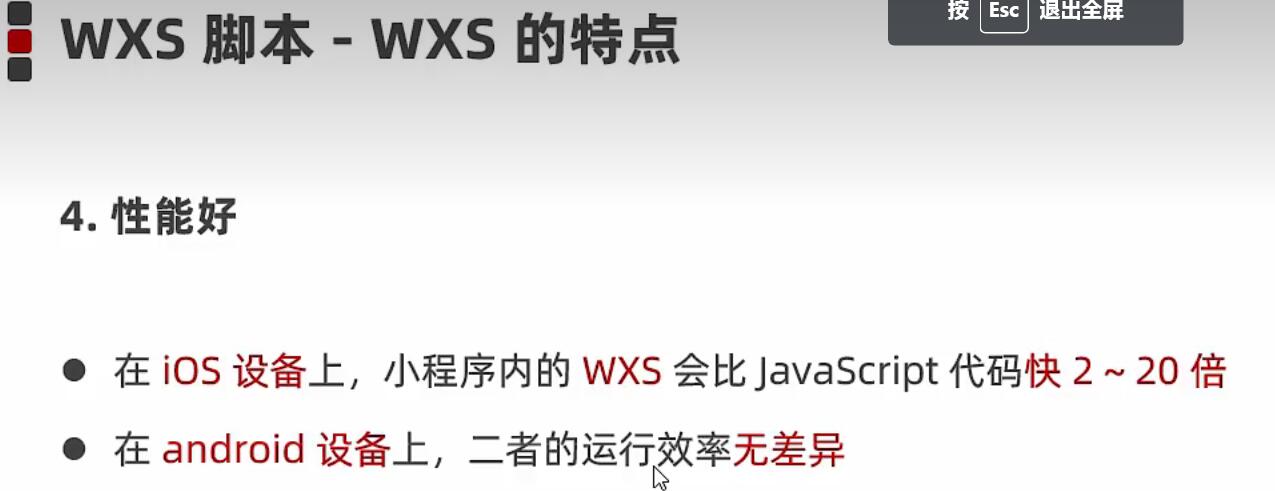 按 Esc 退出全屏
WXS 脚本 - WXS 的特点
4. 性能好
在 iOS 设备上，小程序内的 WXS 会比 JavaScript 代码快 2 ~ 20 倍
在 android 设备上，二者的运行效率无差异